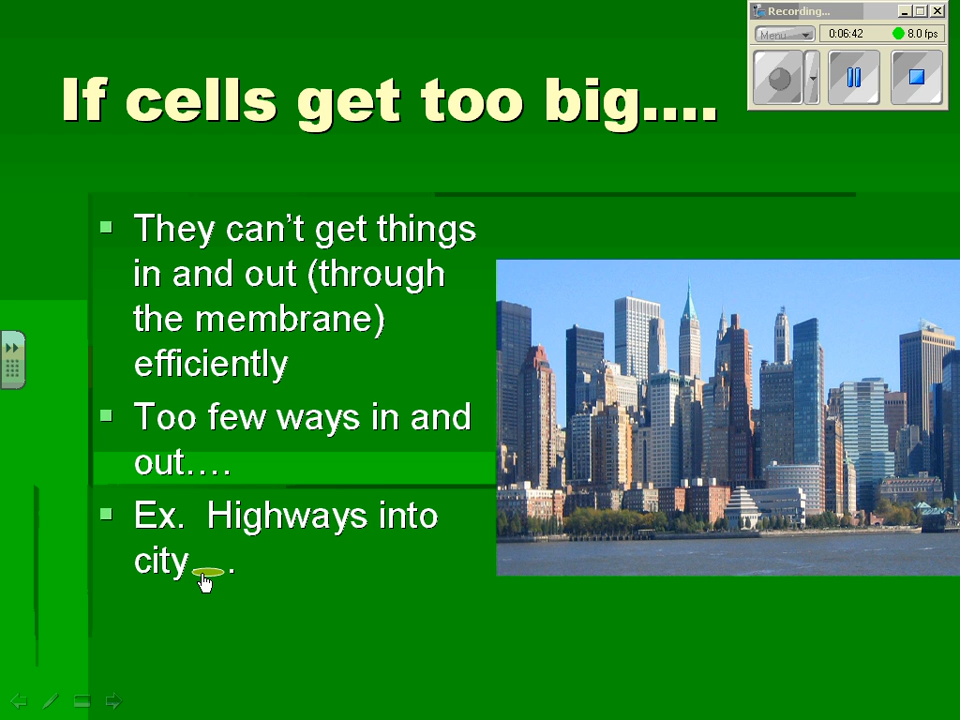 Recording...
Menu
0:06:42
8.0 fps
If cells get too big....
They can't get things
in and out (through
the membrane)
efficiently
Too few ways in and
out....
Ex. Highways into
city .